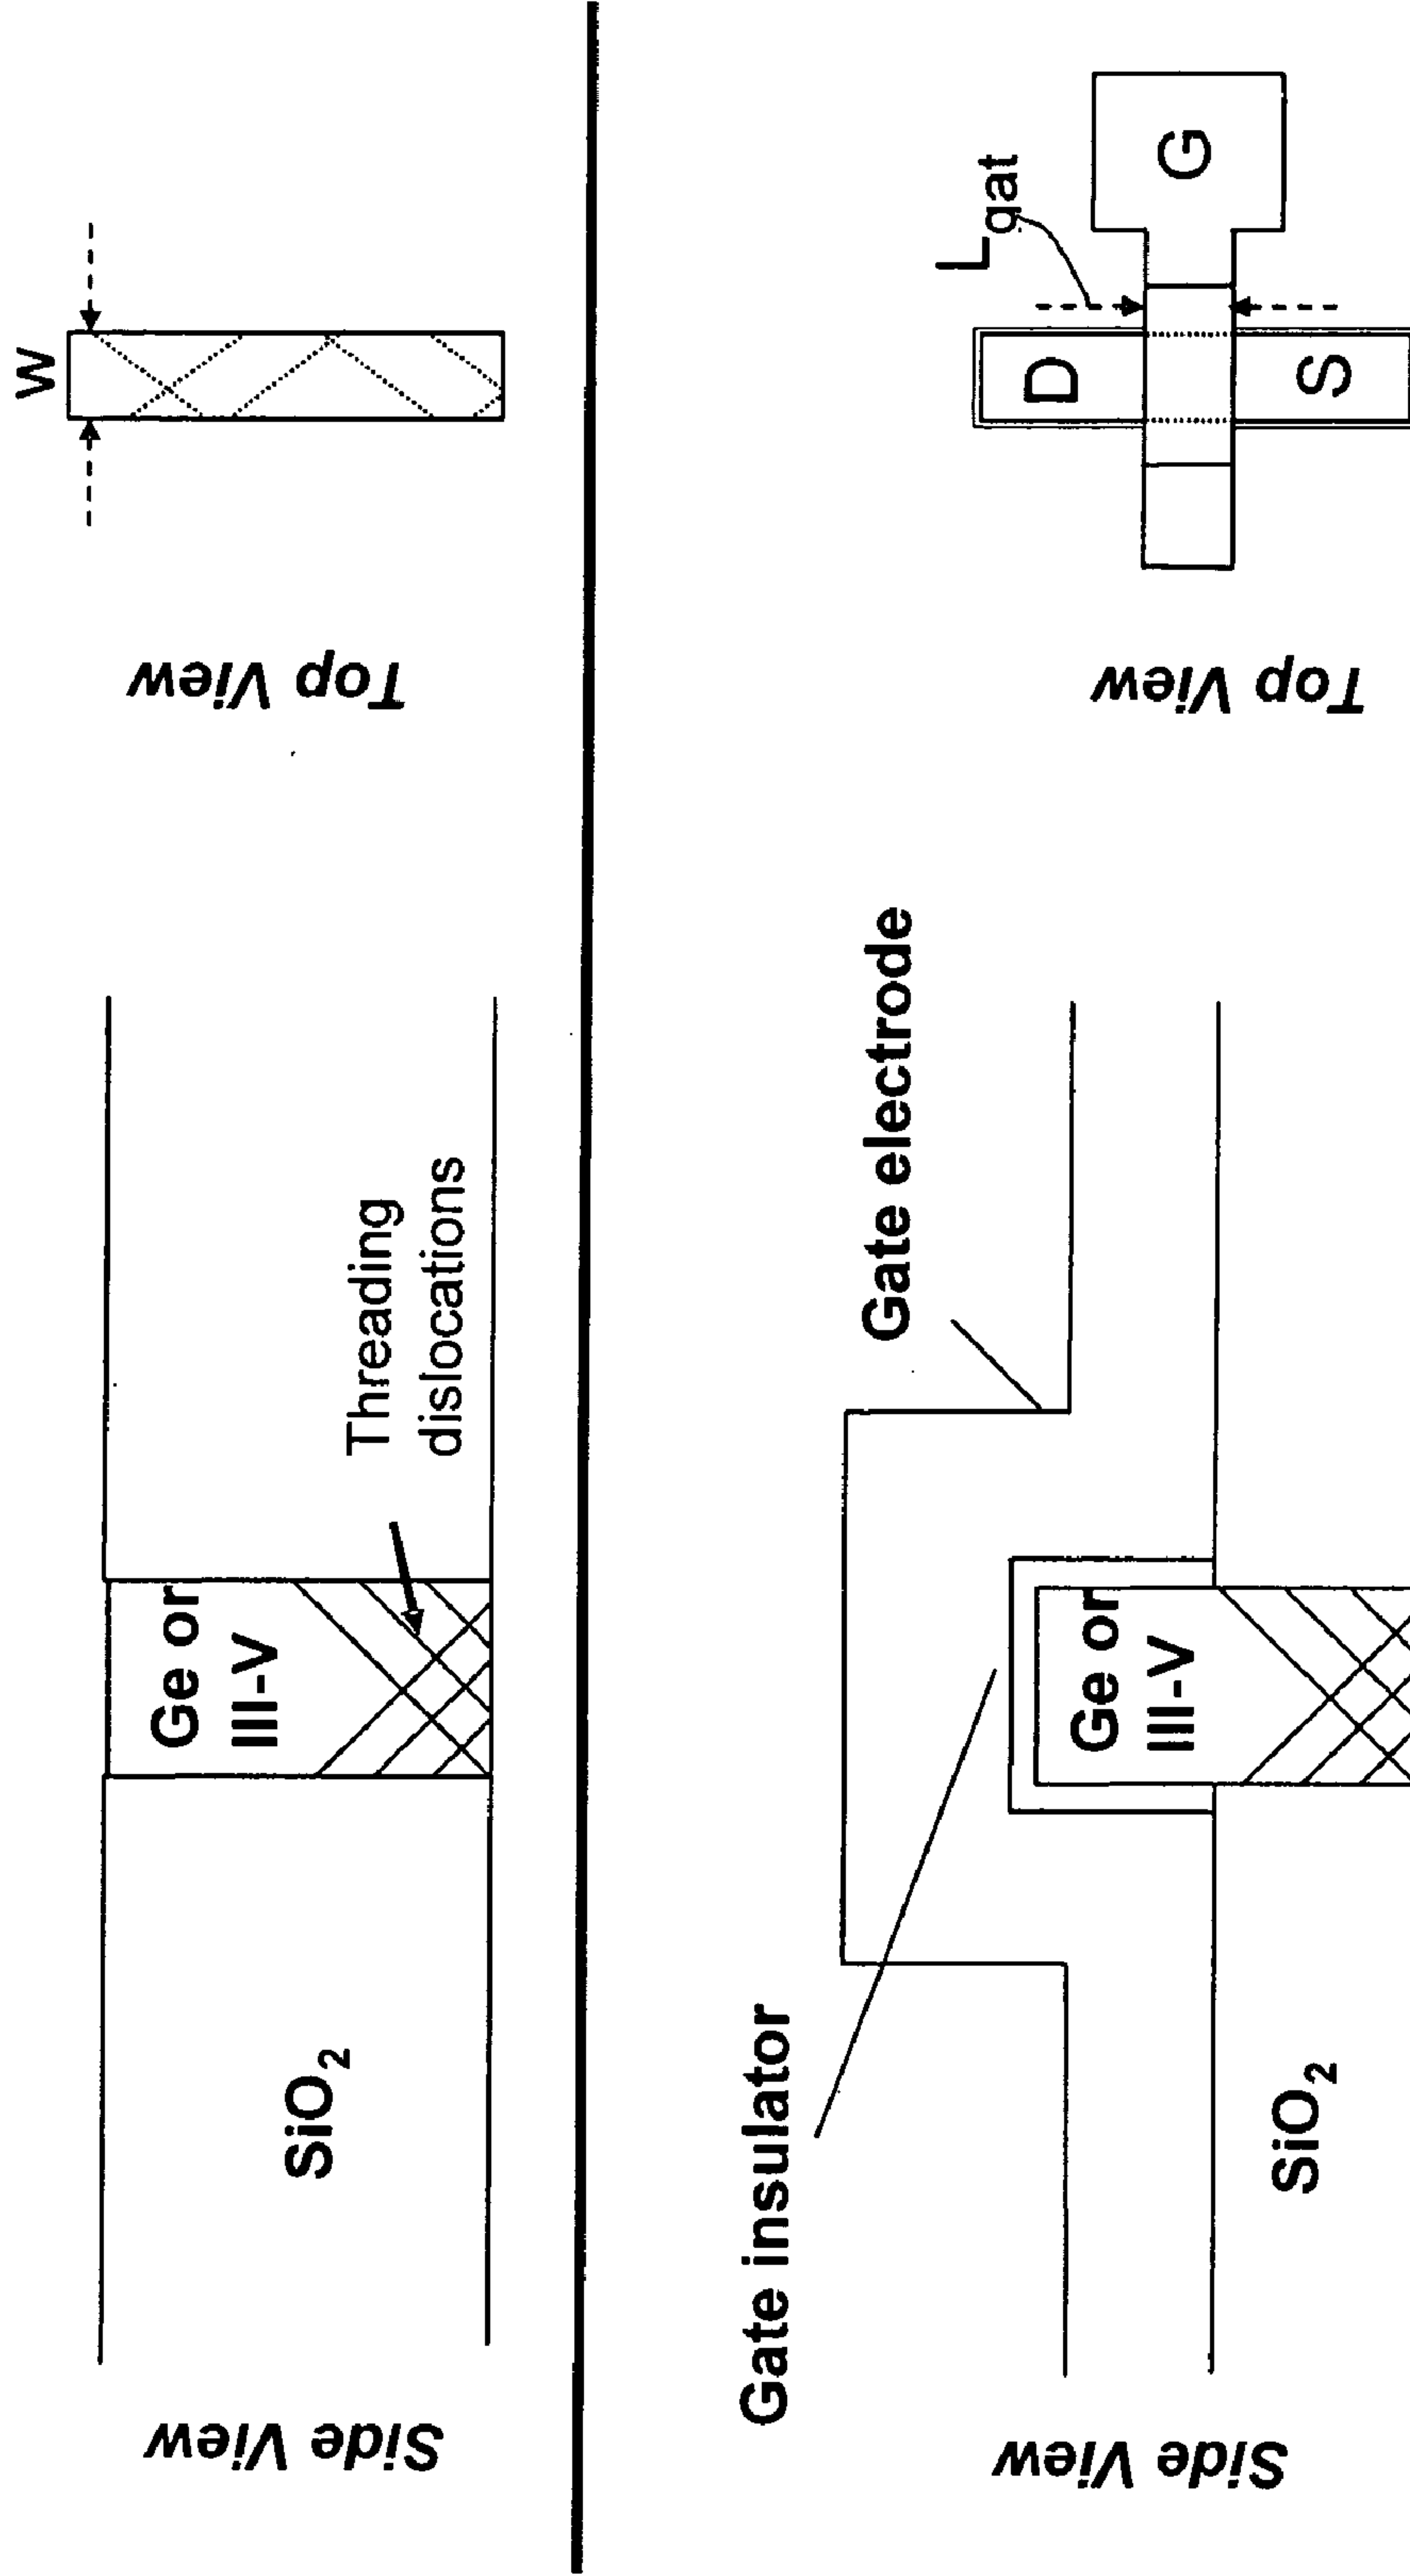 Side View
SiO2
Ge or
III-V
Threading
dislocations
Top View
W
Side View
Gate insulator
Gate electrode
SiO2
Ge or
III-V
Top View
D
S
G
Lgat